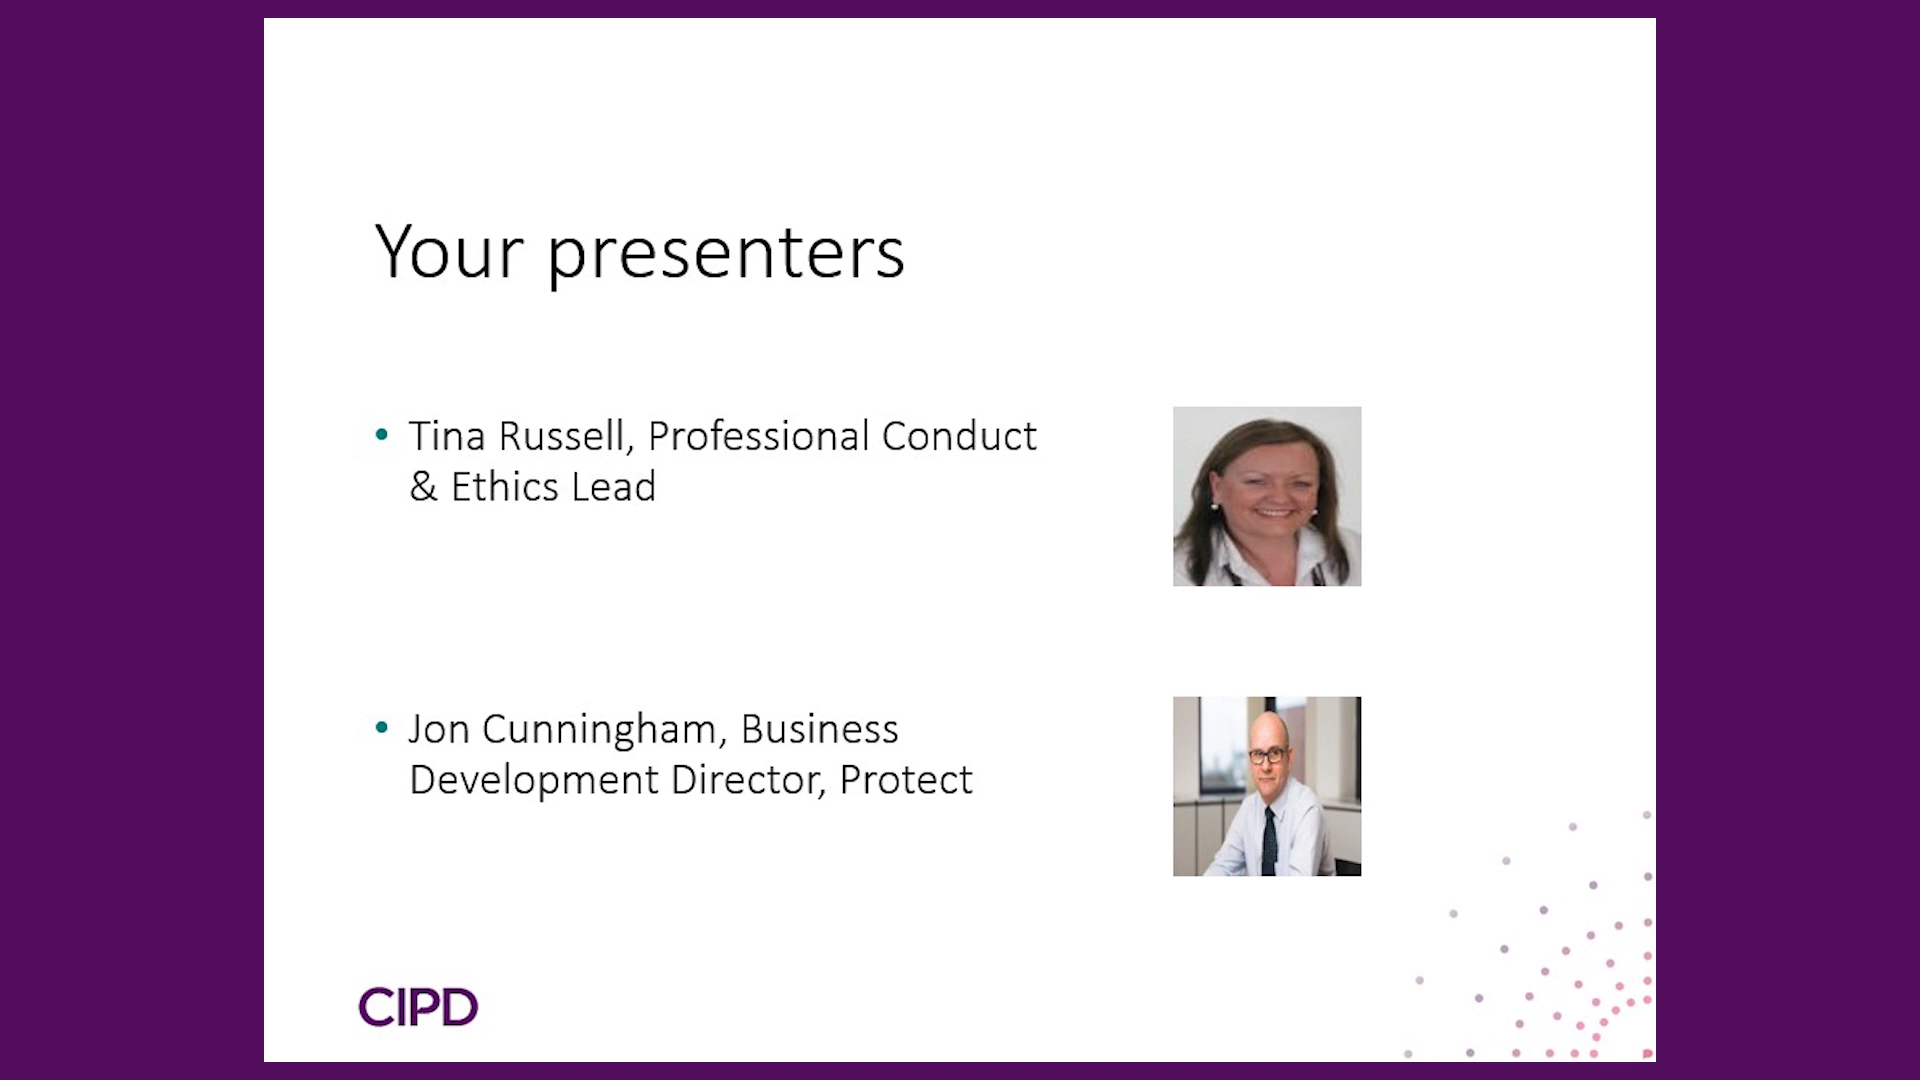 Your presenters
• Tina Russell, Professional Conduct
& Ethics Lead
• Jon Cunningham, Business
Development Director, Protect
CIPD